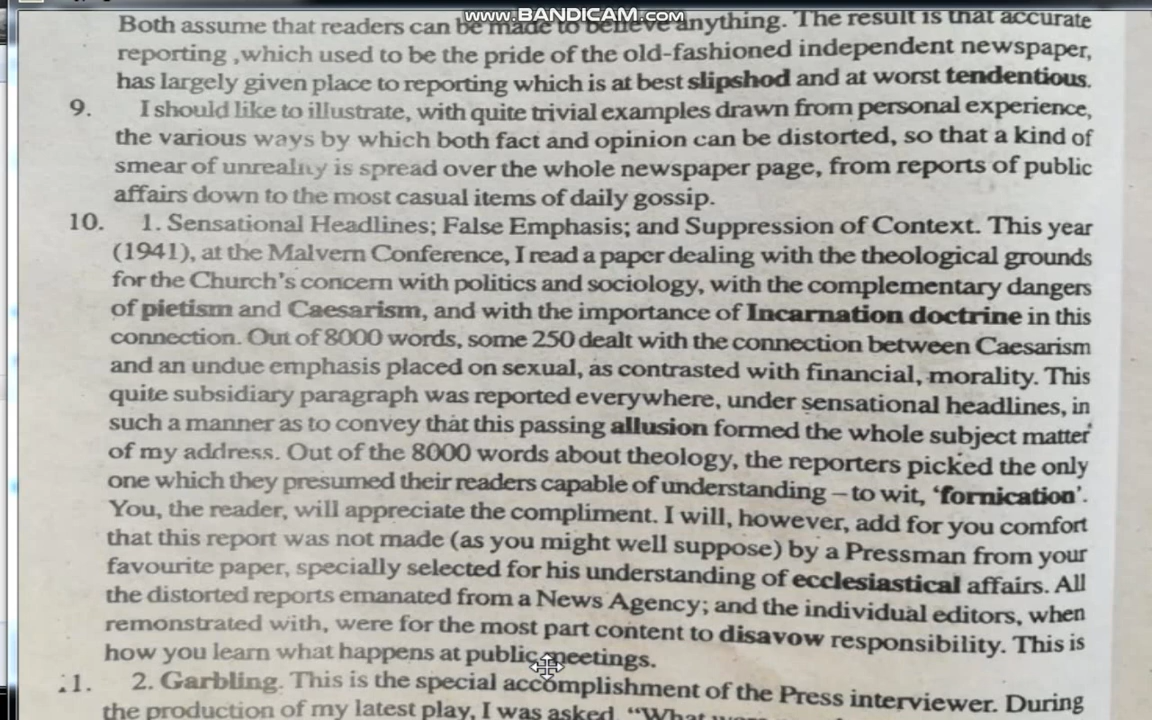 www.BANDICAM.com
Both assume that readers can be made to believe anything. The result is that accurate
reporting ,which used to be the pride of the old-fashioned independent newspaper,
has largely given place to reporting which is at best slipshod and at worst tendentious.
9. I should like to illustrate, with quite trivial examples drawn from personal experience,
the various ways by which both fact and opinion can be distorted, so that a kind of
smear of unreality is spread over the whole newspaper page, from reports of public
affairs down to the most casual items of daily gossip.
10. 1. Sensational Headlines; False Emphasis; and Suppression of Context. This year
(1941), at the Malvern Conference, I read a paper dealing with the theological grounds
for the Church's concern with politics and sociology, with the complementary dangers
of pietism and Caesarism, and with the importance of Incarnation doctrine in this
connection. Out of 8000 words, some 250 dealt with the connection between Caesarism
and an undue emphasis placed on sexual, as contrasted with financial, morality. This
quite subsidiary paragraph was reported everywhere, under sensational headlines, in
such a manner as to convey that this passing allusion formed the whole subject matter
of my address. Out of the 8000 words about theology, the reporters picked the only
one which they presumed their readers capable of understanding – to wit, 'fornication'.
You, the reader, will appreciate the compliment. I will, however, add for you comfort
that this report was not made (as you might well suppose) by a Pressman from your
favourite paper, specially selected for his understanding of ecclesiastical affairs. All
the distorted reports emanated from a News Agency; and the individual editors, when
remonstrated with, were for the most part content to disavow responsibility. This is
how you learn what happens at public meetings.
.1. 2. Garbling. This is the special accomplishment of the Press interviewer. During
the production of my latest play, I was asked, "What